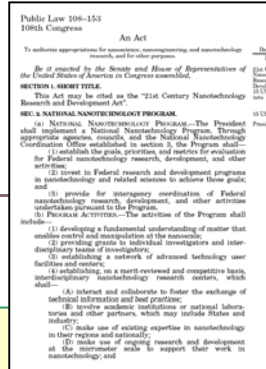 Public Law 108–153
108th Congress
An Act
To authorize appropriations for nanoscience, nanoengineering, and nanotechnology
research, and for other purposes.
Be it enacted by the Senate and House of Representatives of
the United States of America in Congress assembled,
SECTION 1. SHORT TITLE.
This Act may be cited as the “21st Century Nanotechnology
Research and Development Act”.
SEC. 2. NATIONAL NANOTECHNOLOGY PROGRAM.
(a) NATIONAL NANOTECHNOLOGY PROGRAM.—The President
shall implement a National Nanotechnology Program. Through
appropriate agencies, councils, and the National Nanotechnology
Coordination Office established in section 3, the Program shall—
(1) establish the goals, priorities, and metrics for evaluation
for Federal nanotechnology research, development, and other
activities;
(2) invest in Federal research and development programs
in nanotechnology and related sciences to achieve those goals;
and
(3) provide for interagency coordination of Federal
nanotechnology research, development, and other activities
undertaken pursuant to the Program.
(b) PROGRAM ACTIVITIES.—The activities of the Program shall
include—
(1) developing a fundamental understanding of matter that
enables control and manipulation at the nanoscale;
(2) providing grants to individual investigators and inter-
disciplinary teams of investigators;
(3) establishing a network of advanced technology user
facilities and centers;
(4) establishing, on a merit-reviewed and competitive basis,
interdisciplinary nanotechnology research centers, which
shall—
(A) interact and collaborate to foster the exchange of
technical information and best practices;
(B) involve academic institutions or national labora-
tories and other partners, which may include States and
industry;
(C) make use of existing expertise in nanotechnology
in their regions and nationally;
(D) make use of ongoing research and development
at the micrometer scale to support their work in
nanotechnology; and